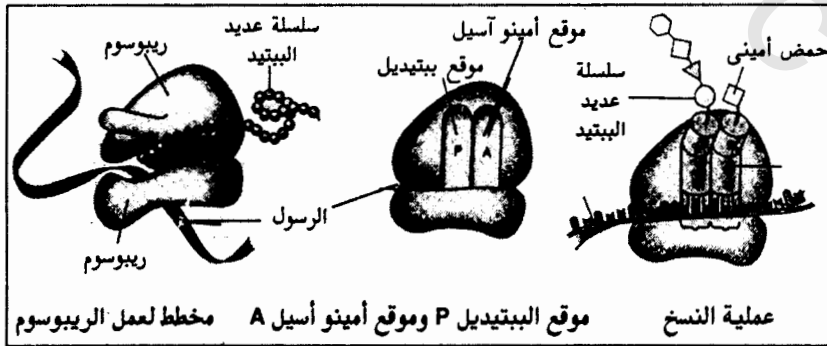 موقع أمينو آسيل
سلسلة عديد
الببتيد
ريبوسوم
حمض أمينى
موقع ببتيديل
سلسلة
عديد
الببتيد
P
A
الرسول
ريبوسوم
عملية النسخ
موقع الببتيديل P وموقع أمينو أسيل A
مخطط لعمل الريبوسوم